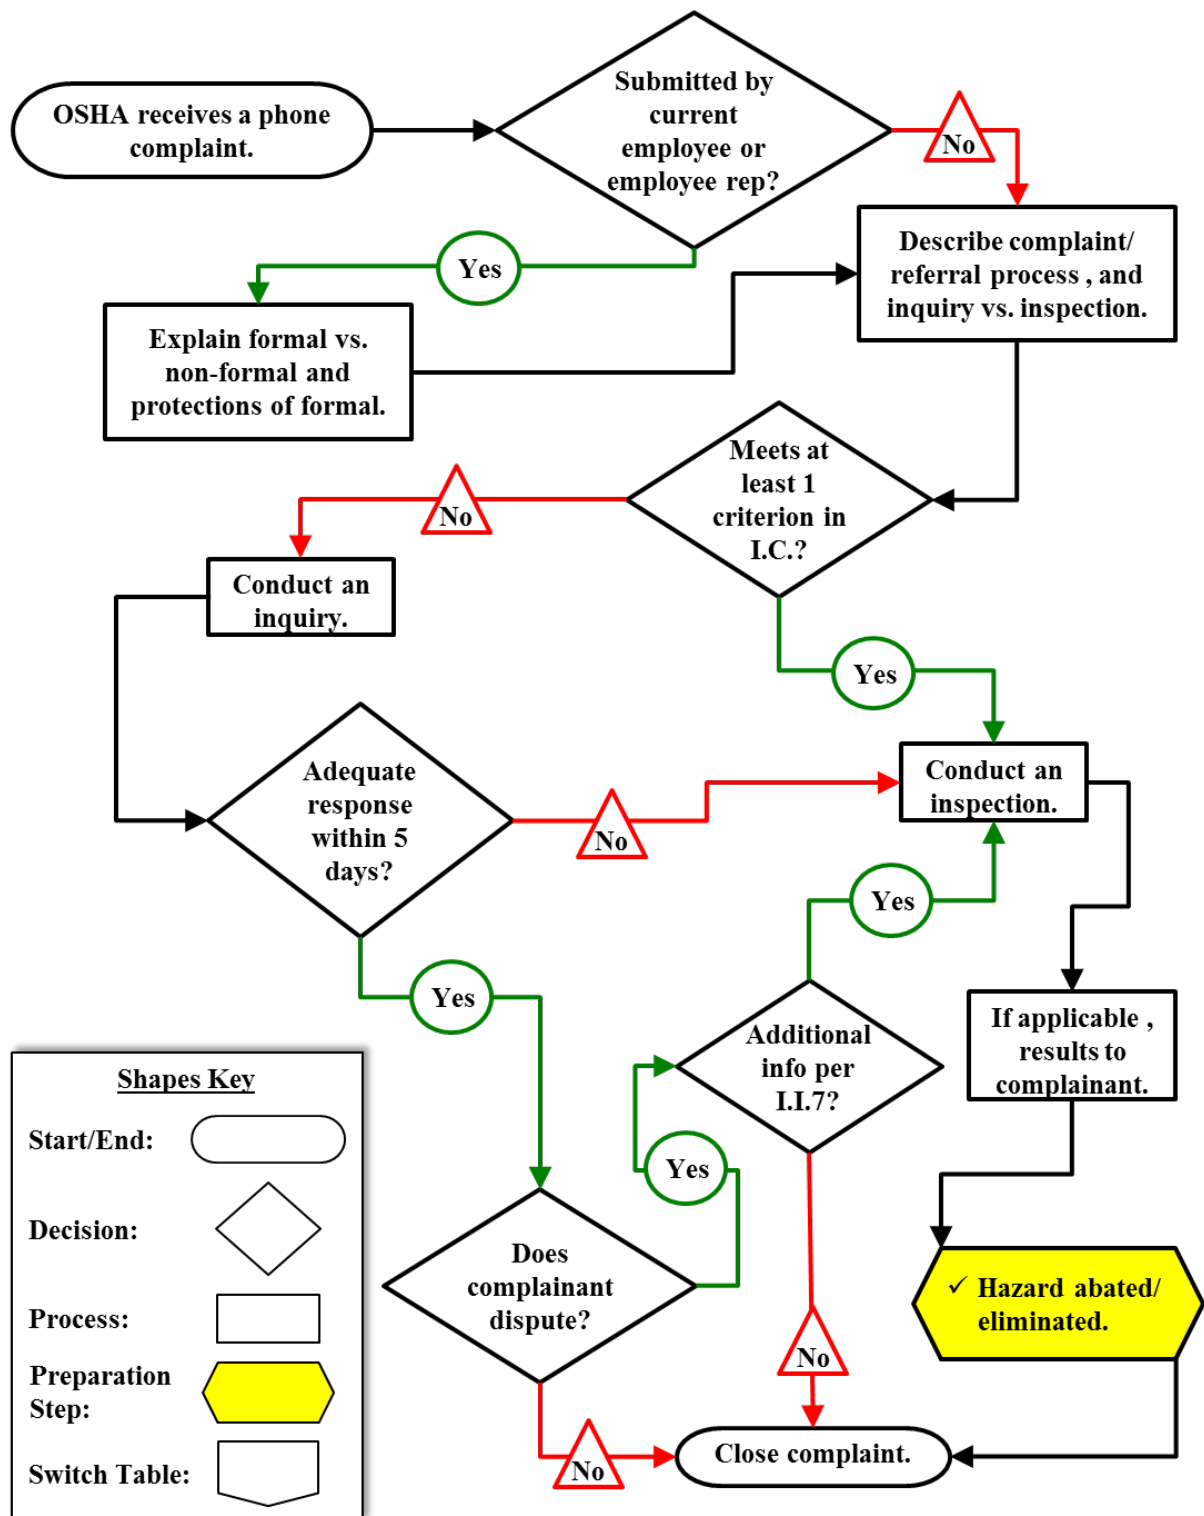 OSHA receives a phone
complaint.
Submitted by
current
employee or
employee rep?
No
Yes
Describe complaint/
referral process , and
inquiry vs. inspection.
Explain formal vs.
non-formal and
protections of formal.
Meets at
least 1
criterion in
I.C.?
No
Conduct an
inquiry.
Yes
Adequate
response
within 5
days?
No
Conduct an
inspection.
Yes
Yes
Additional
info per
I.I.7?
If applicable ,
results to
complainant.
Yes
Does
complainant
dispute?
✓ Hazard abated/
eliminated.
No
No
Close complaint.
Shapes Key
Start/End:
Decision:
Process:
Preparation
Step:
Switch Table: